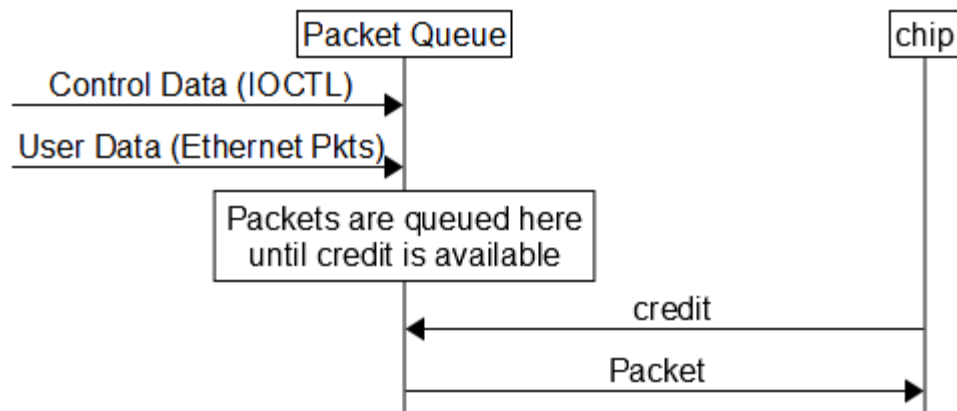 Packet Queue
chip
Control Data (IOCTL)
User Data (Ethernet Pkts)
Packets are queued here
until credit is available
credit
Packet